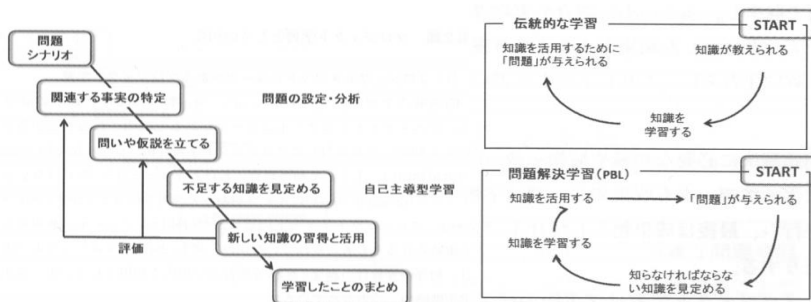 問題
シナリオ
関連する事実の特定
問題の設定・分析
問いや仮説を立てる
不足する知識を見定める
自己主導型学習
評価
新しい知識の習得と活用
学習したことのまとめ
伝統的な学習
START
知識を活用するために
「問題」が与えられる
知識が教えられる
知識を
学習する
問題解決学習(PBL)
START
知識を活用する
「問題」が与えられる
知識を学習する
知らなければならな
い知識を見定める